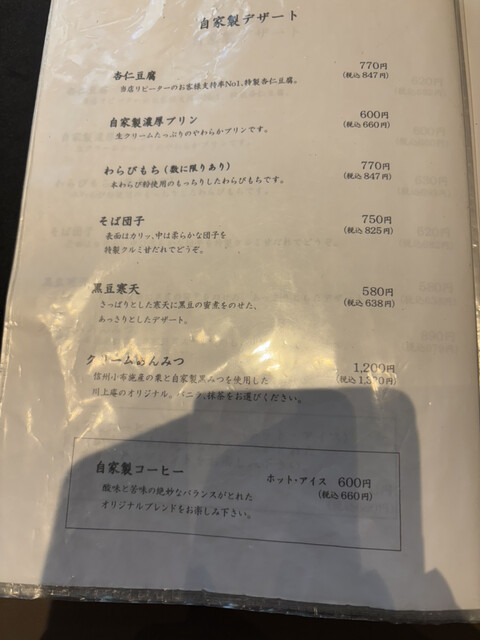 自家製デザート
杏仁豆腐 770円
当店リピーターのお客様支持率No1、特製杏仁豆腐。 (税込847円)
自家製濃厚プリン 600円
生クリームたっぷりのやわらかプリンです。 (税込660円)
わらびもち(数に限りあり) 770円
本わらび粉使用のもっちりしたわらびもちです。 (税込847円)
そば団子 750円
表面はカリッ、中は柔らかな団子を (税込825円)
特製クルミ甘だれでどうぞ。
黒豆寒天 580円
さっぱりとした寒天に黒豆の蜜煮をのせた、 (税込638円)
あっさりとしたデザート。
クリームあんみつ 1,200円
信州小布施産の栗と自家製黒みつを使用した (税込1,320円)
川上庵のオリジナル。バニラ、抹茶をお選びください。
自家製コーヒー ホット・アイス 600円
酸味と苦味の絶妙なバランスがとれた (税込660円)
オリジナルブレンドをお楽しみ下さい。